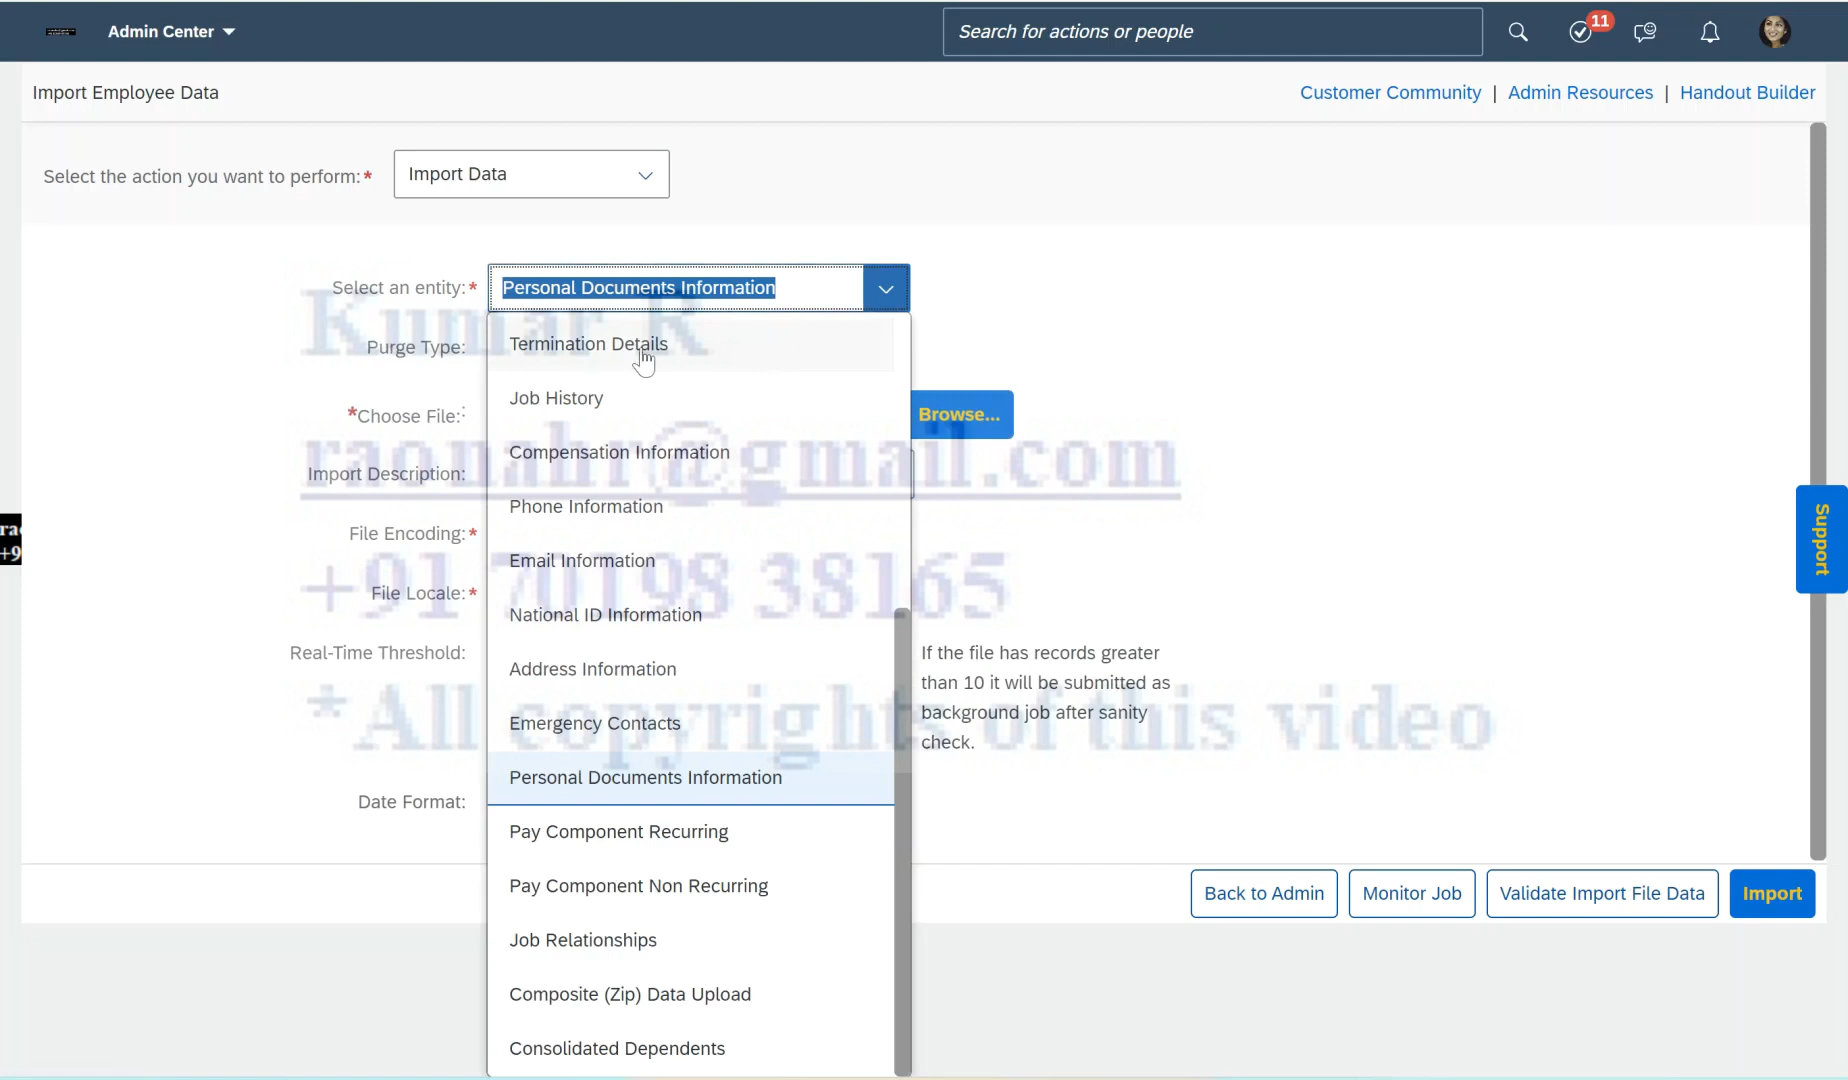 Admin Center
Search for actions or people
11
Import Employee Data
Customer Community | Admin Resources | Handout Builder
Select the action you want to perform:*
Import Data
Select an entity:*
Personal Documents Information
Kumar R
Purge Type:
Termination Details
Job History
*Choose File::
Browse...
raonahr@gmail.com
Compensation Information
Import Description:
Phone Information
rao
+9
Support
File Encoding:*
Email Information
+91 70198 38165
File Locale:*
National ID Information
Real-Time Threshold:
If the file has records greater
than 10 it will be submitted as
background job after sanity
check.
Address Information
*All copyrights of this video
Emergency Contacts
Personal Documents Information
Date Format:
Pay Component Recurring
Pay Component Non Recurring
Back to Admin
Monitor Job
Validate Import File Data
Import
Job Relationships
Composite (Zip) Data Upload
Consolidated Dependents